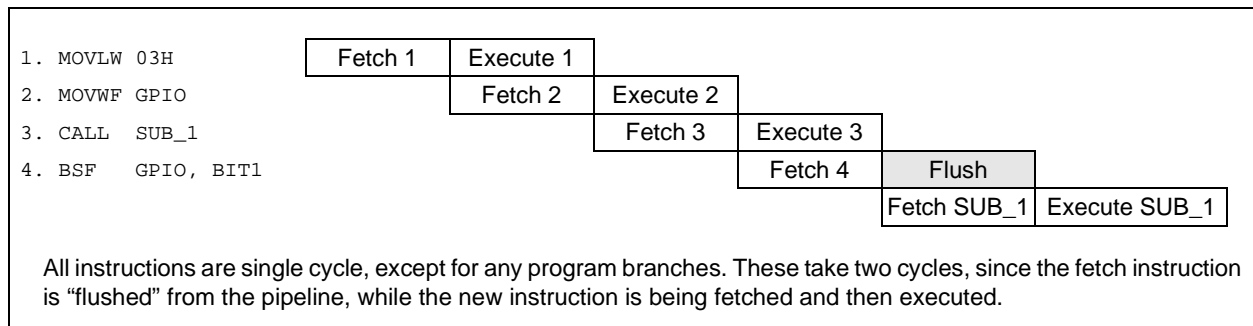 1. MOVLW 03H Fetch 1 Execute 1
2. MOVWF GPIO Fetch 2 Execute 2
3. CALL SUB_1 Fetch 3 Execute 3
4. BSF GPIO, BIT1 Fetch 4 Flush
Fetch SUB_1 Execute SUB_1
All instructions are single cycle, except for any program branches. These take two cycles, since the fetch instruction
is “flushed” from the pipeline, while the new instruction is being fetched and then executed.